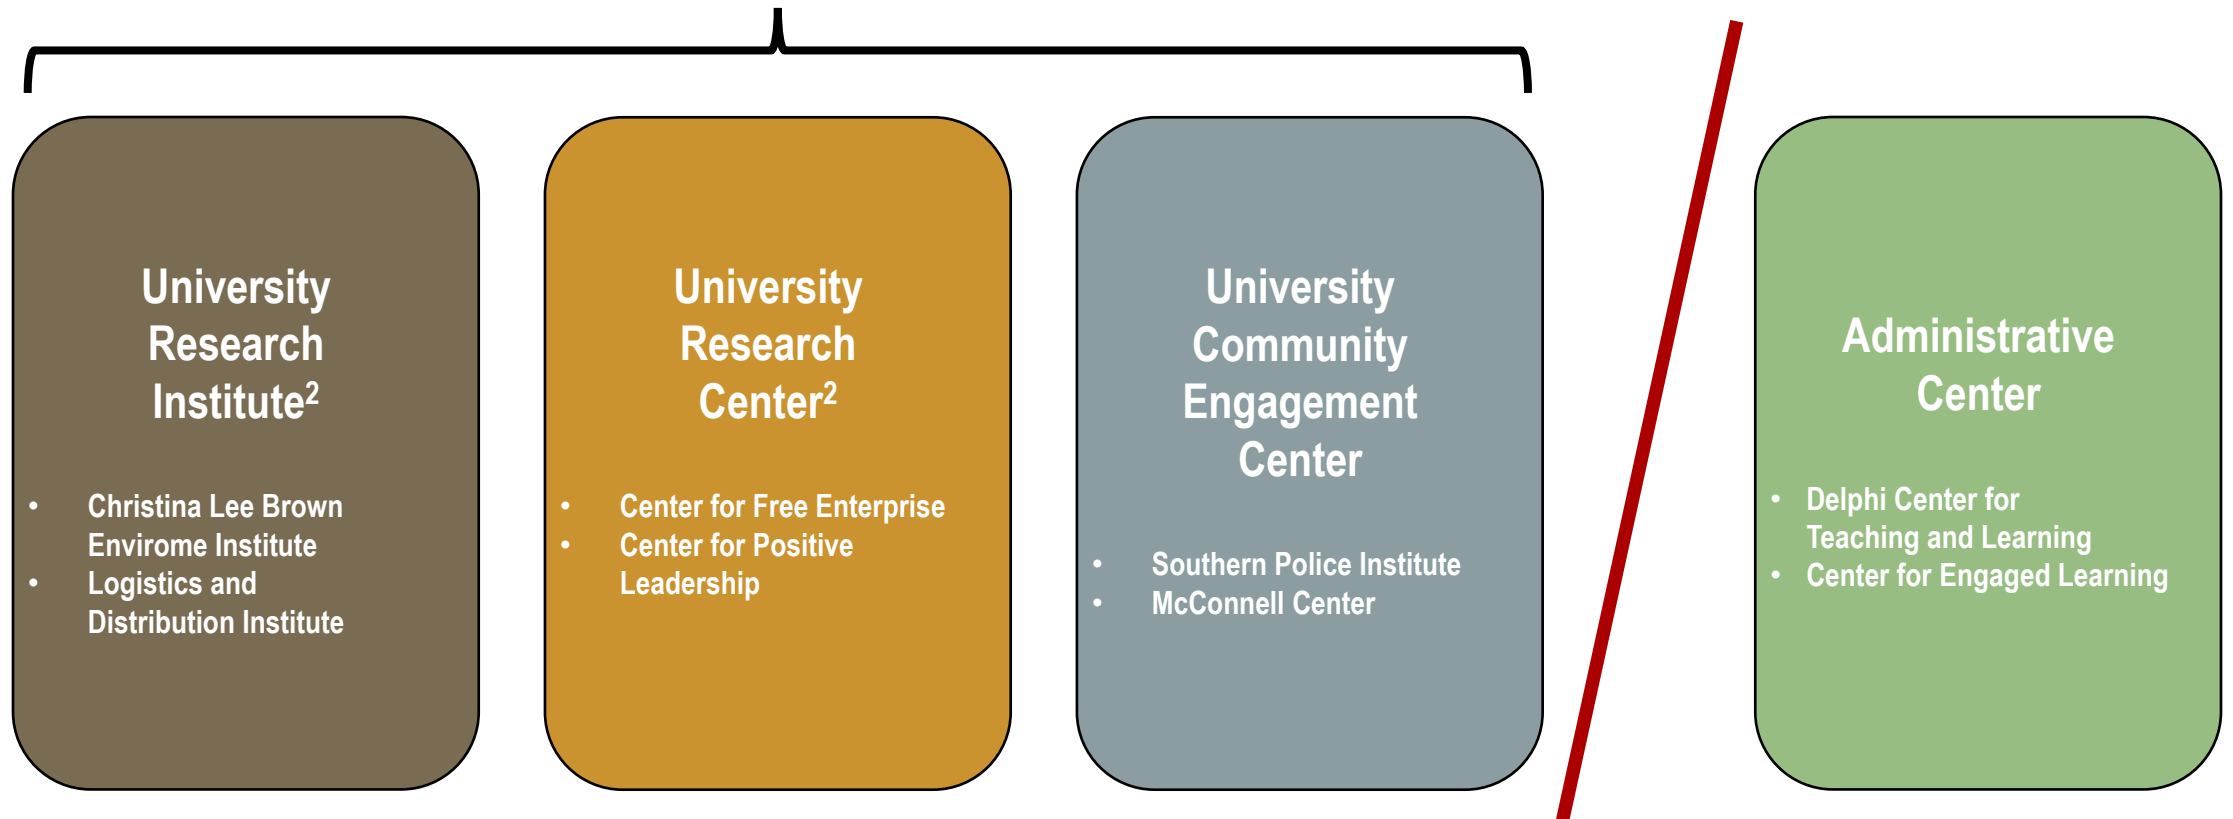 University
Research
Institute²
• Christina Lee Brown
Envirome Institute
• Logistics and
Distribution Institute
University
Research
Center²
• Center for Free Enterprise
• Center for Positive
Leadership
University
Community
Engagement
Center
• Southern Police Institute
• McConnell Center
Administrative
Center
• Delphi Center for
Teaching and Learning
• Center for Engaged Learning